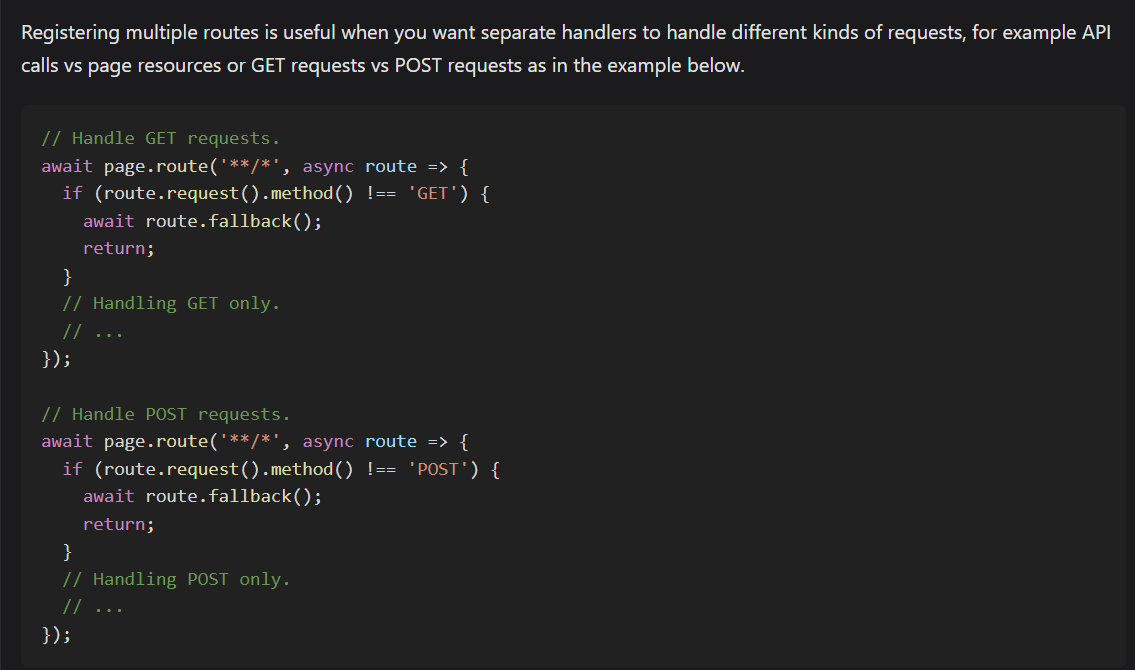 Registering multiple routes is useful when you want separate handlers to handle different kinds of requests, for example API
calls vs page resources or GET requests vs POST requests as in the example below.
// Handle GET requests.
await page.route('**/*', async route => {
  if (route.request().method() !== 'GET') {
    await route.fallback();
    return;
  }
  // Handling GET only.
  // ...
});

// Handle POST requests.
await page.route('**/*', async route => {
  if (route.request().method() !== 'POST') {
    await route.fallback();
    return;
  }
  // Handling POST only.
  // ...
});